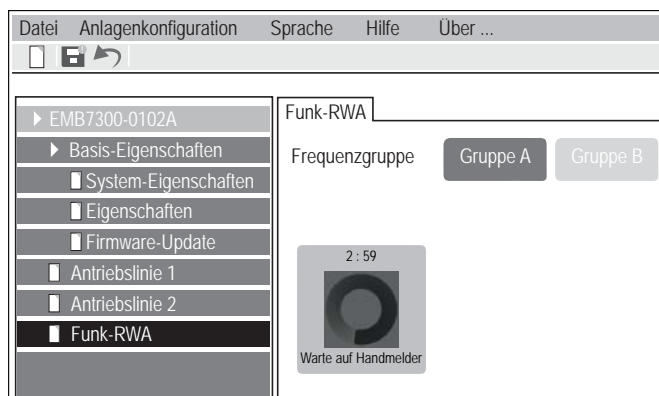 Datei Anlagenkonfiguration Sprache Hilfe Über ...
EMB7300-0102A
Basis-Eigenschaften
System-Eigenschaften
Eigenschaften
Firmware-Update
Antriebslinie 1
Antriebslinie 2
Funk-RWA
Funk-RWA
Frequenzgruppe Gruppe A Gruppe B
2 : 59
Warte auf Handmelder